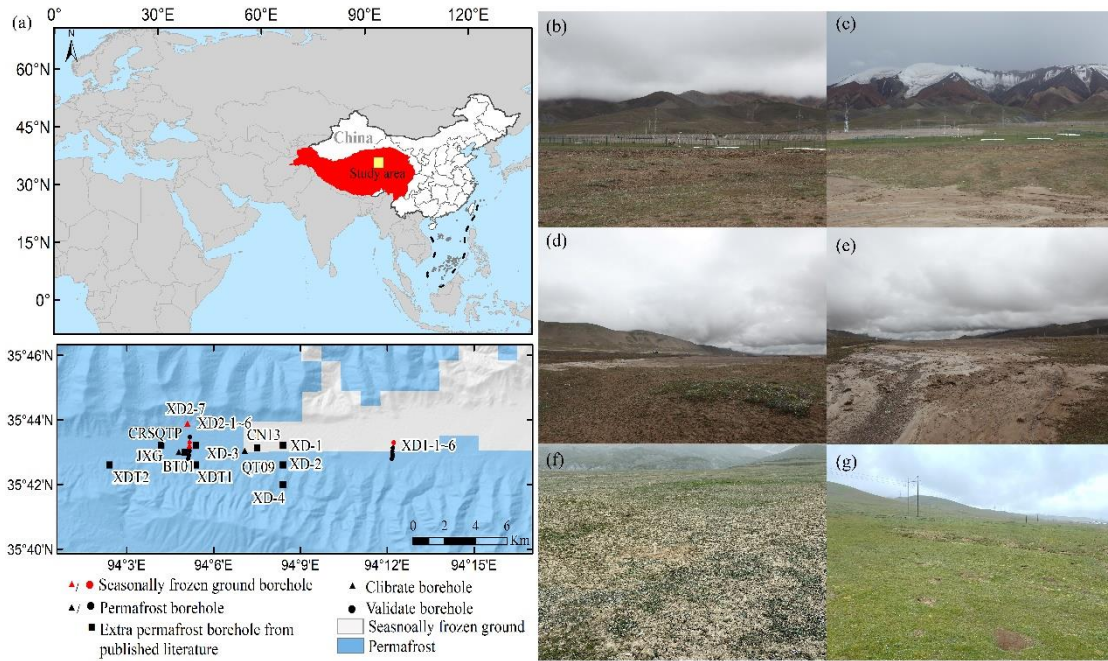 (a)
0° 30°E 60°E 90°E 120°E
N
60°N
45°N
30°N
15°N
0°
China
Study area
35°46'N
35°44'N
35°42'N
35°40'N
XD2-7
XD2-1~6
CRSQTP
CN13
XD-1
XD1-1~6
JXG
XD-3
BT01
QT09
XD-2
XDT2
XDT1
XD-4
0 2 4 6
Km
94°3'E 94°6'E 94°9'E 94°12'E 94°15'E
/ Seasonally frozen ground borehole
/ Permafrost borehole
Extra permafrost borehole from
published literature
Clibrate borehole
Validate borehole
Seasnoally frozen ground
Permafrost
(b)
(c)
(d)
(e)
(f)
(g)